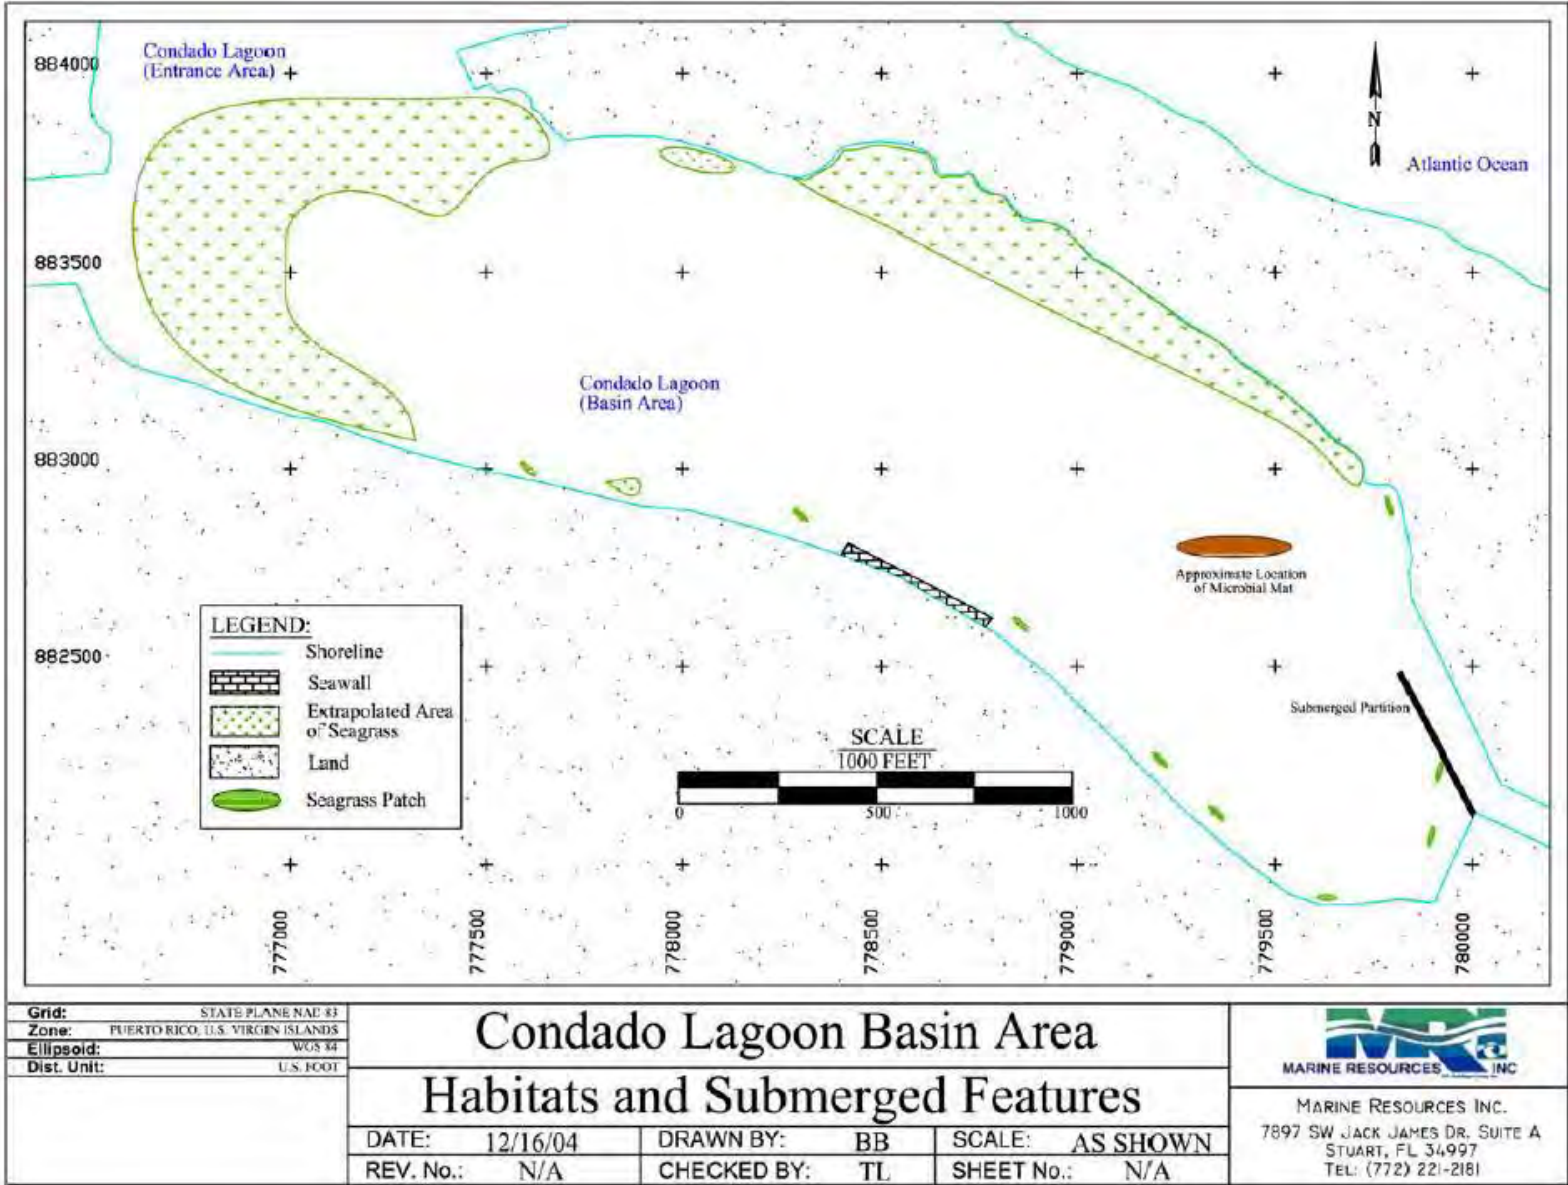 884000
Condado Lagoon
(Entrance Area)
N
Atlantic Ocean
883500
Condado Lagoon
(Basin Area)
883000
Approximate Location
of Microbial Mat
LEGEND:
Shoreline
Seawall
Extrapolated Area
of Seagrass
Land
Seagrass Patch
882500
Submerged Partition
SCALE
1000 FEET
0 500 1000
777000 777500 778000 778500 779000 779500 780000
Grid: STATE PLANE NAD 83
Zone: PUERTO RICO, U.S. VIRGIN ISLANDS
Ellipsoid: WGS 84
Dist. Unit: U.S. FOOT
Condado Lagoon Basin Area
Habitats and Submerged Features
DATE: 12/16/04 DRAWN BY: BB SCALE: AS SHOWN
REV. No.: N/A CHECKED BY: TL SHEET No.: N/A
MARINE RESOURCES INC
MARINE RESOURCES INC.
7897 SW JACK JAMES DR. SUITE A
STUART, FL 34997
TEL: (772) 221-2181